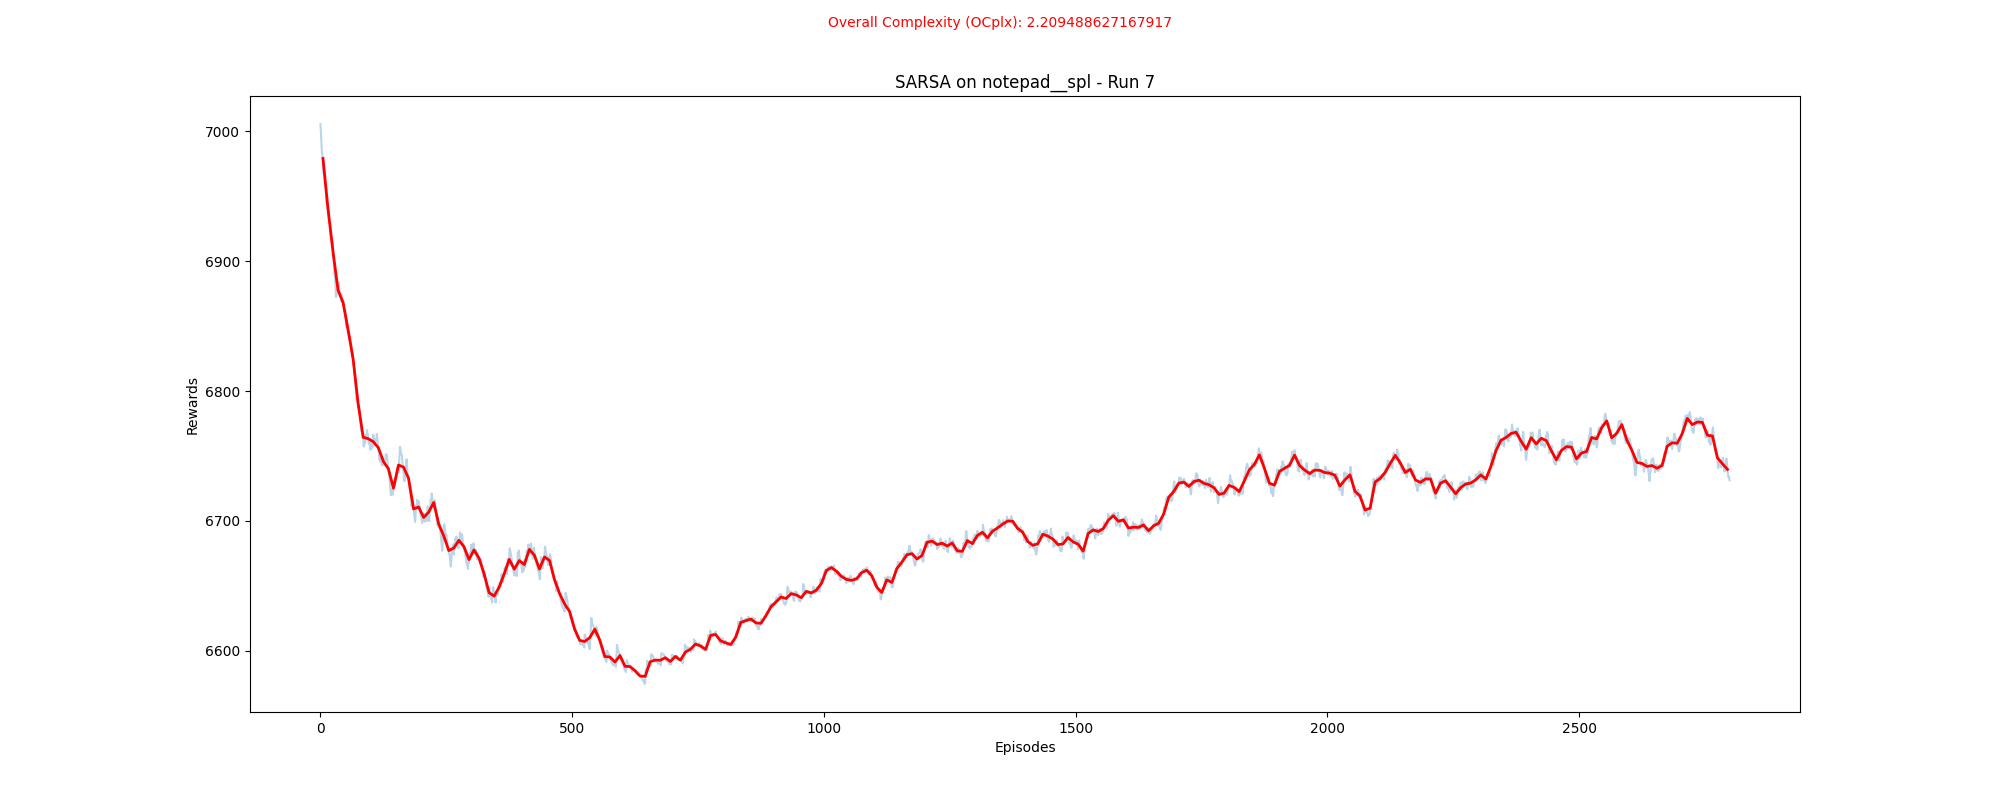 Overall Complexity (OCplx): 2.209488627167917
SARSA on notepad__spl - Run 7
7000
6900
6800
6700
6600
Rewards
0 500 1000 1500 2000 2500
Episodes